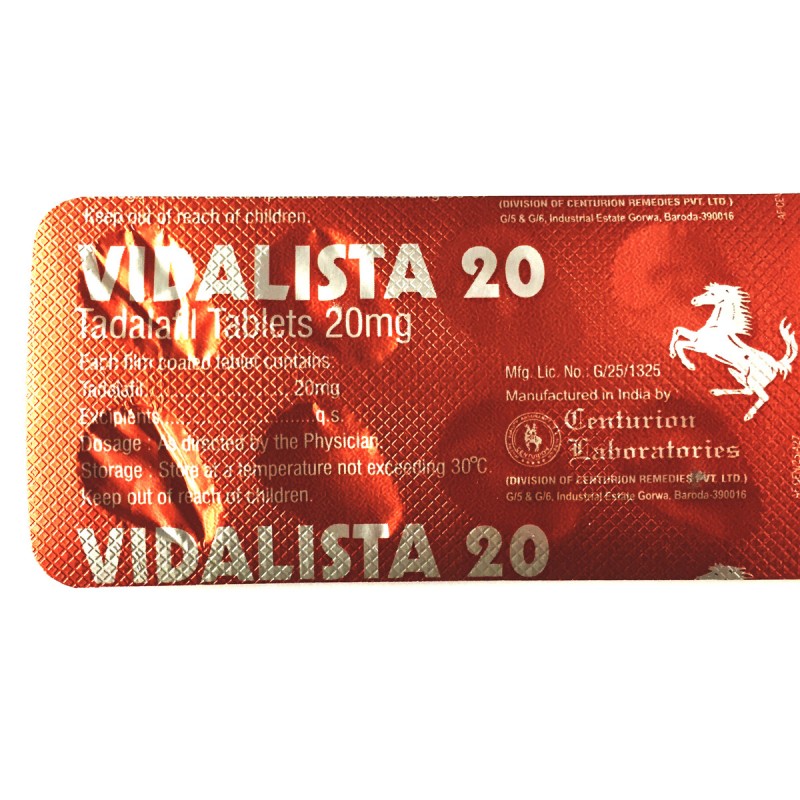 Keep out of reach of children.
(DIVISION OF CENTURION REMEDIES PVT. LTD.)
G/5 & G/6, Industrial Estate Gorwa, Baroda-390016
VIDALISTA 20
Tadalafil Tablets 20mg
Each film coated tablet contains:
Tadalafil..................... 20mg
Excipients.......................q.s.
Dosage : As directed by the Physician.
Storage : Store at a temperature not exceeding 30°C.
Keep out of reach of children.
Mfg. Lic. No.: G/25/1325
Manufactured in India by
Centurion
Laboratories
(DIVISION OF CENTURION REMEDIES PVT. LTD.)
G/5 & G/6, Industrial Estate Gorwa, Baroda-390016
VIDALISTA 20